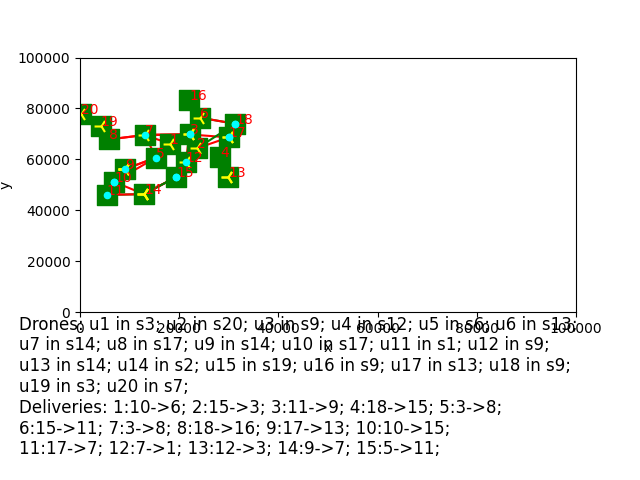 100000
80000
60000
40000
20000
0
y
0 20000 40000 60000 80000 100000
x
16
18
13
Drones: u1 in s3; u2 in s20; u3 in s9; u4 in s12; u5 in s6; u6 in s13;
u7 in s14; u8 in s17; u9 in s14; u10 in s17; u11 in s1; u12 in s9;
u13 in s14; u14 in s2; u15 in s19; u16 in s9; u17 in s13; u18 in s9;
u19 in s3; u20 in s7;
Deliveries: 1:10->6; 2:15->3; 3:11->9; 4:18->15; 5:3->8;
6:15->11; 7:3->8; 8:18->16; 9:17->13; 10:10->15;
11:17->7; 12:7->1; 13:12->3; 14:9->7; 15:5->11;